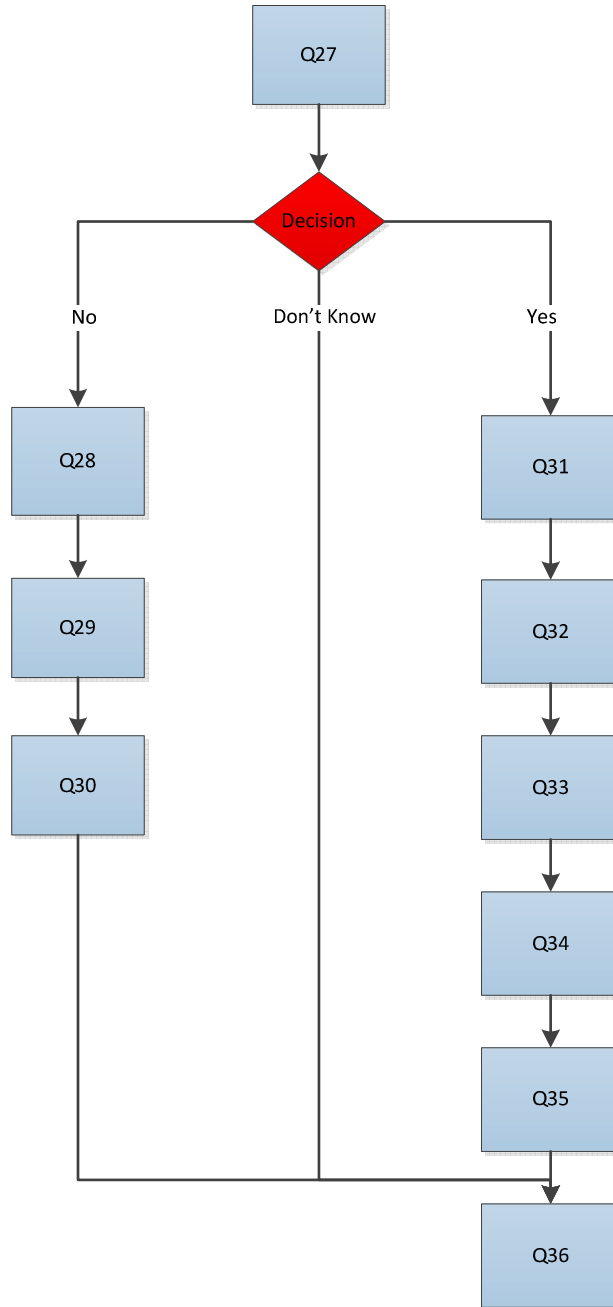 Q27
Decision
No
Don’t Know
Yes
Q28
Q31
Q29
Q32
Q30
Q33
Q34
Q35
Q36